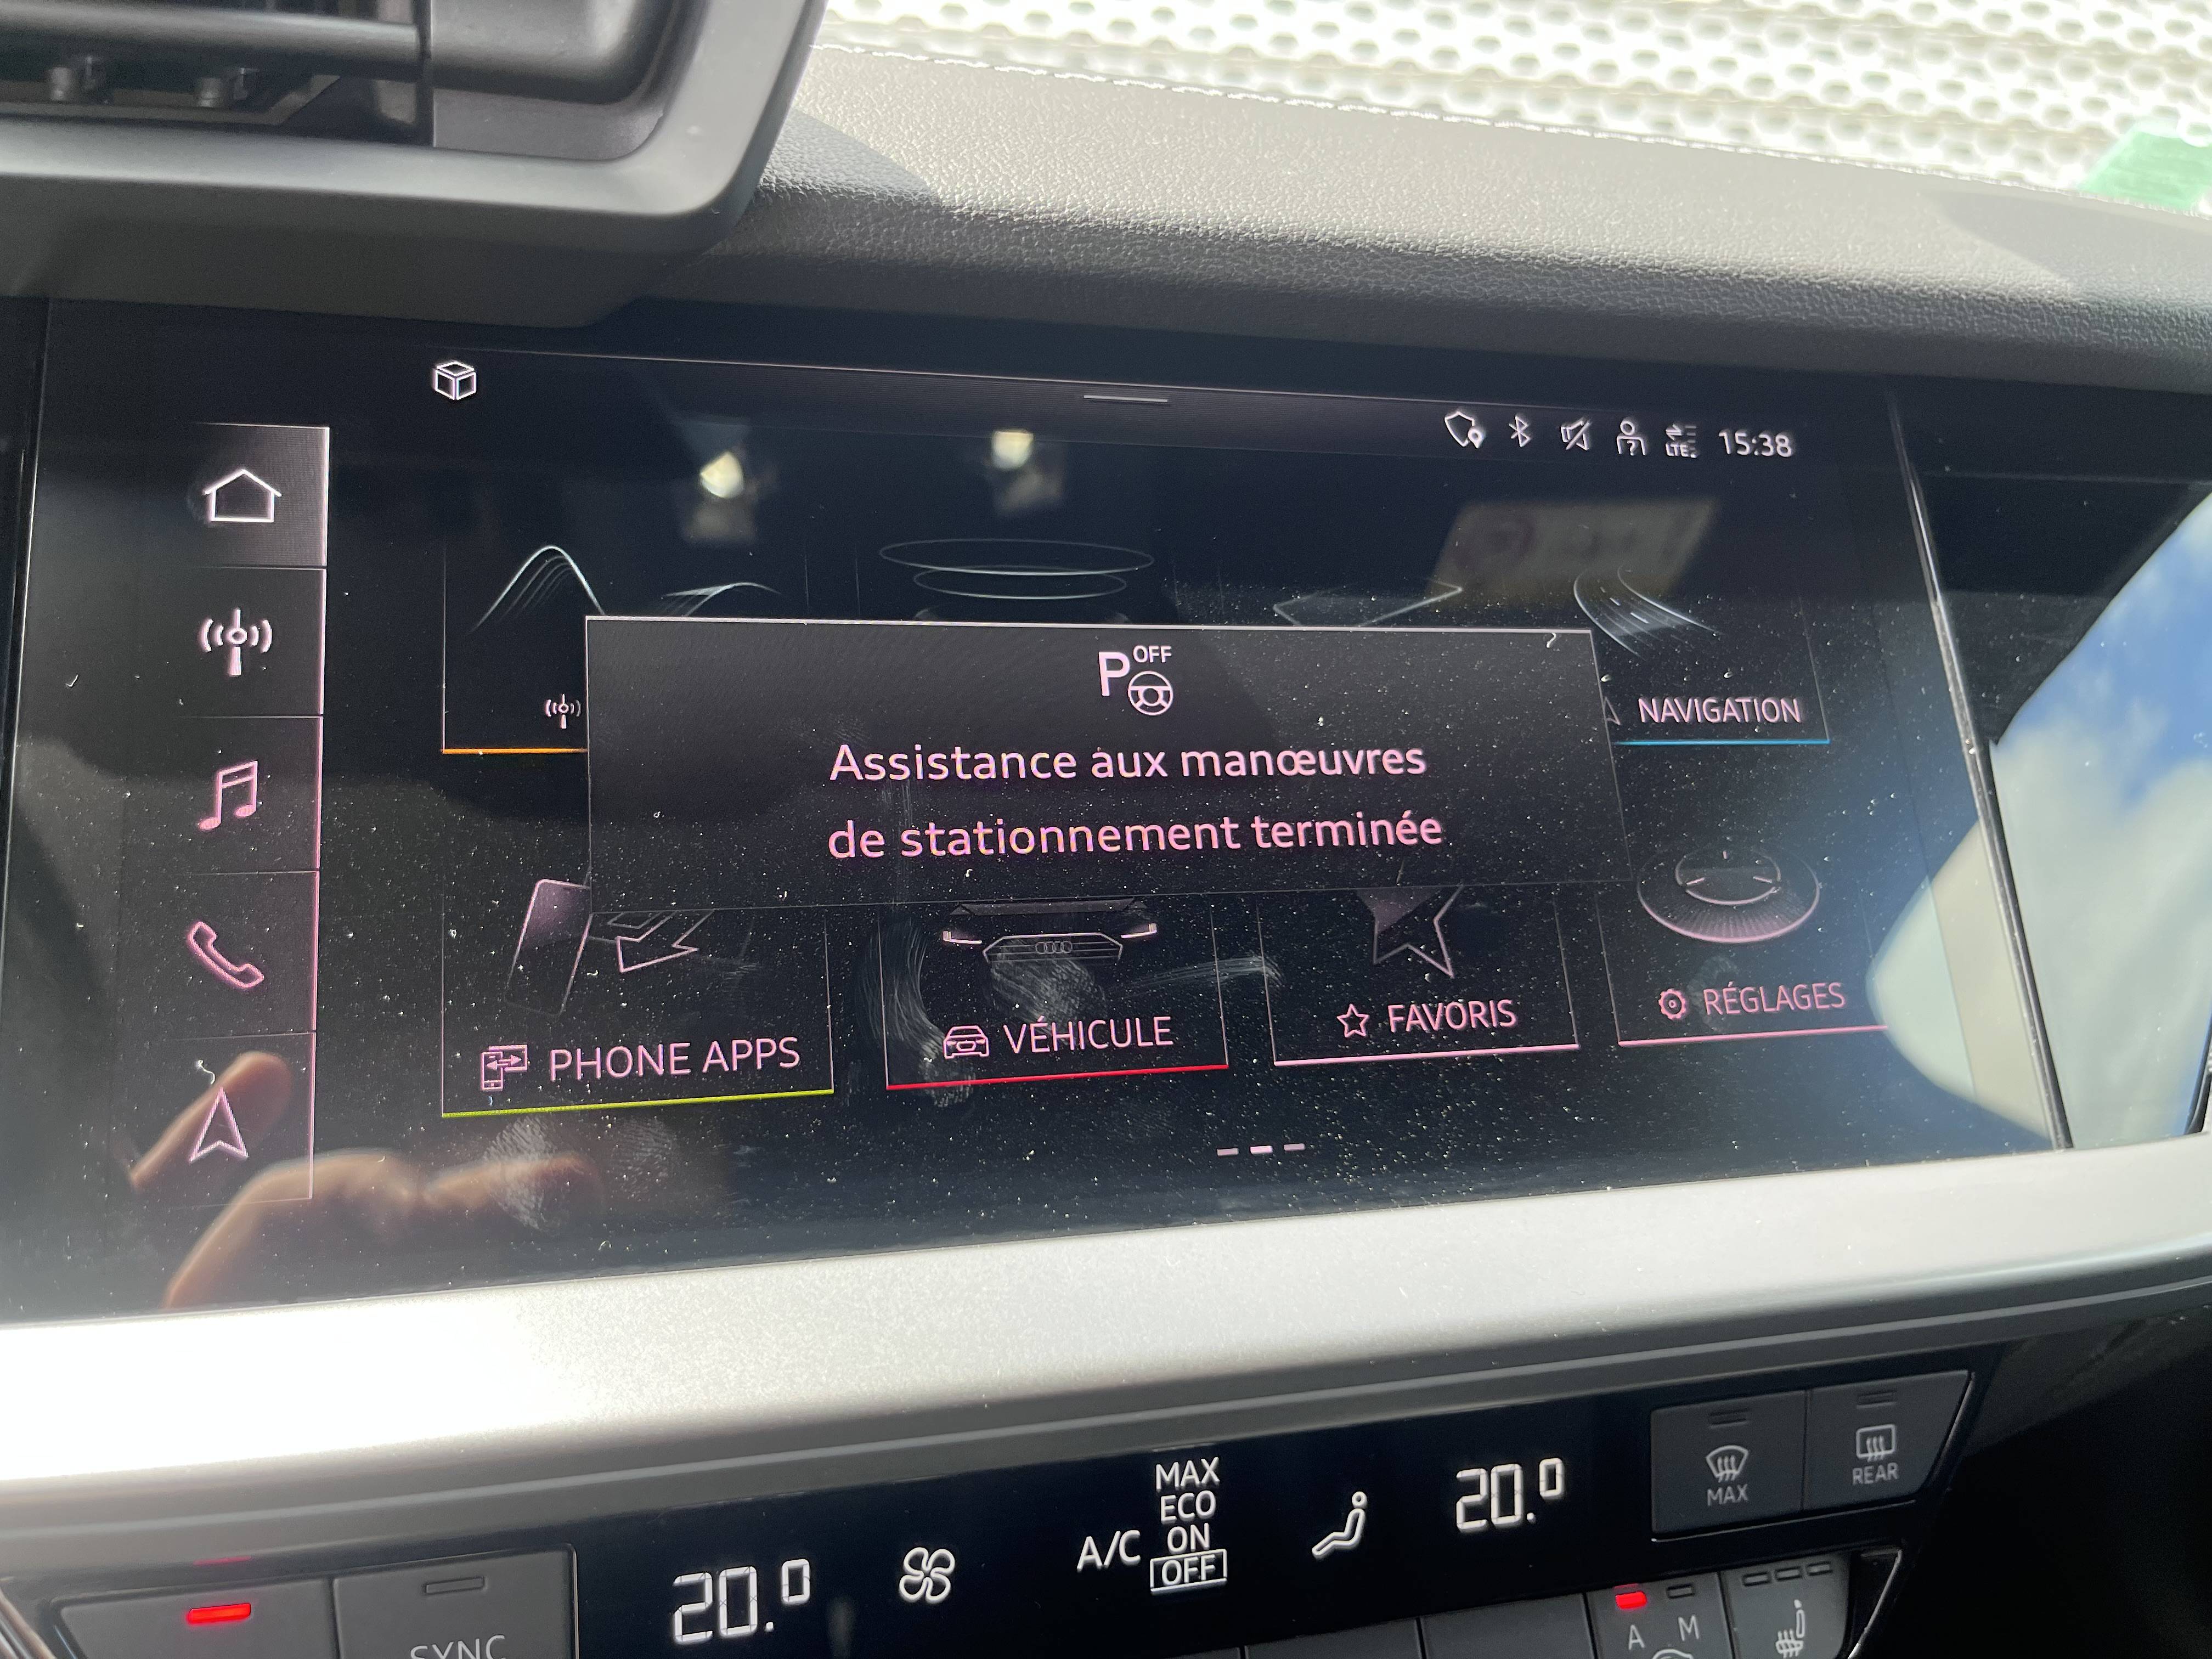 LTE
15:38
P OFF
Assistance aux manœuvres
de stationnement terminée
NAVIGATION
PHONE APPS
VÉHICULE
FAVORIS
RÉGLAGES
MAX
ECO
A/C ON
OFF
20.0
20.0
MAX
REAR
SYNC
A M